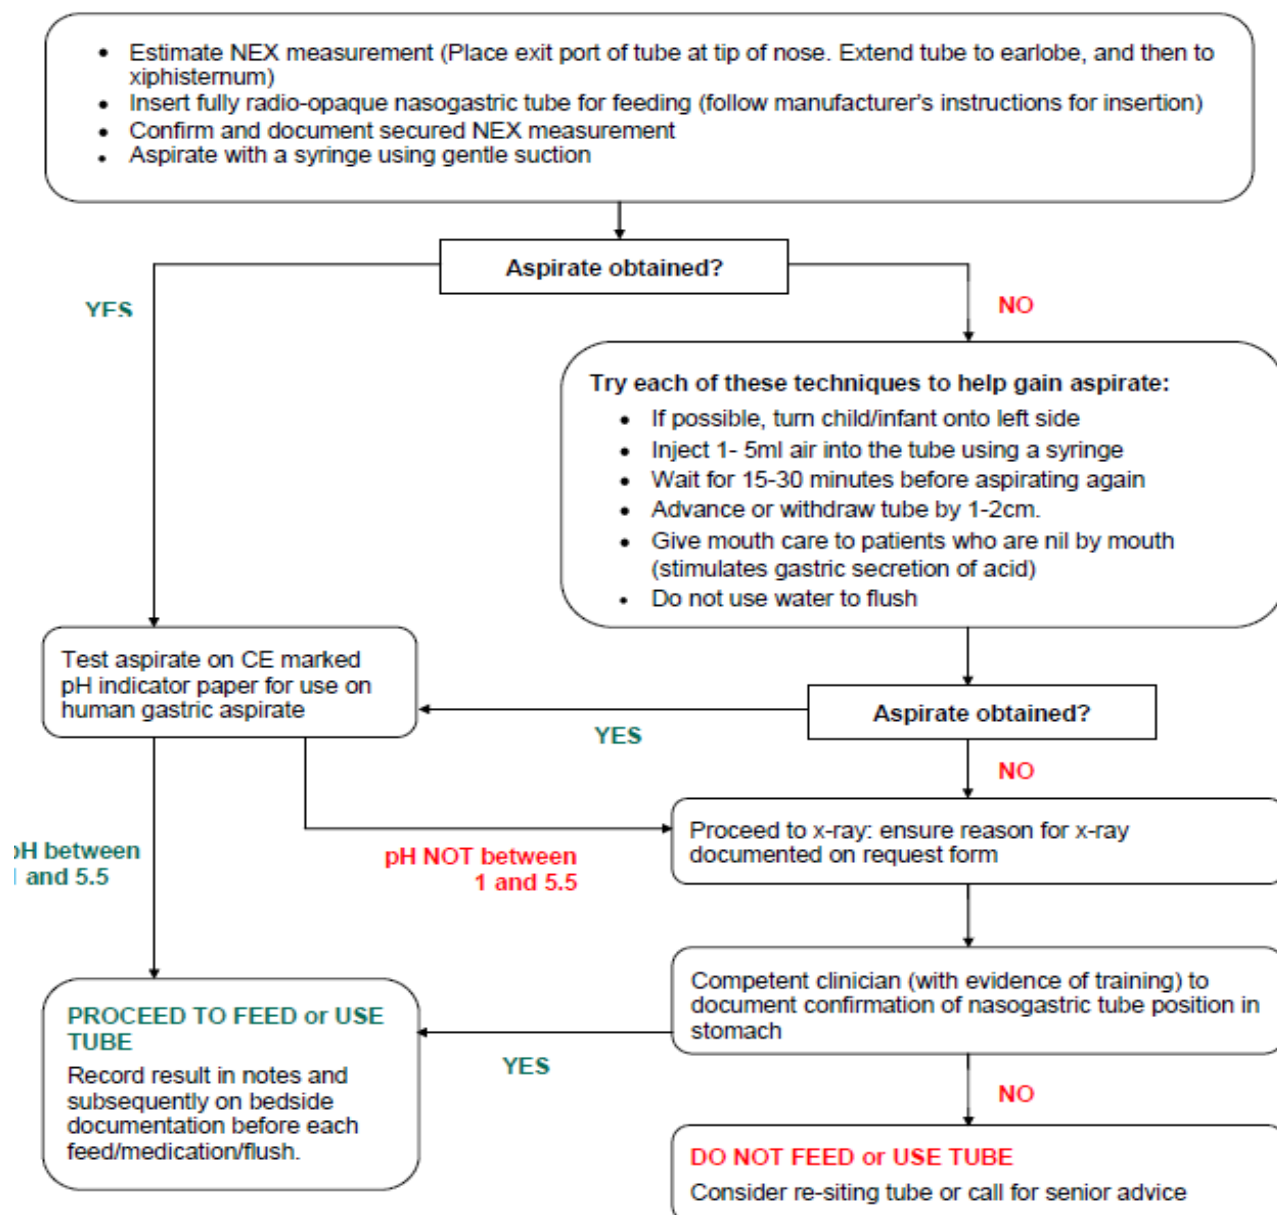 • Estimate NEX measurement (Place exit port of tube at tip of nose. Extend tube to earlobe, and then to
xiphisternum)
• Insert fully radio-opaque nasogastric tube for feeding (follow manufacturer's instructions for insertion)
• Confirm and document secured NEX measurement
• Aspirate with a syringe using gentle suction
Aspirate obtained?
YES
NO
Try each of these techniques to help gain aspirate:
• If possible, turn child/infant onto left side
• Inject 1- 5ml air into the tube using a syringe
• Wait for 15-30 minutes before aspirating again
• Advance or withdraw tube by 1-2cm.
• Give mouth care to patients who are nil by mouth
(stimulates gastric secretion of acid)
• Do not use water to flush
Test aspirate on CE marked
pH indicator paper for use on
human gastric aspirate
Aspirate obtained?
YES
NO
Proceed to x-ray: ensure reason for x-ray
documented on request form
pH between
1 and 5.5
pH NOT between
1 and 5.5
Competent clinician (with evidence of training) to
document confirmation of nasogastric tube position in
stomach
PROCEED TO FEED or USE
TUBE
Record result in notes and
subsequently on bedside
documentation before each
feed/medication/flush.
YES
NO
DO NOT FEED or USE TUBE
Consider re-siting tube or call for senior advice